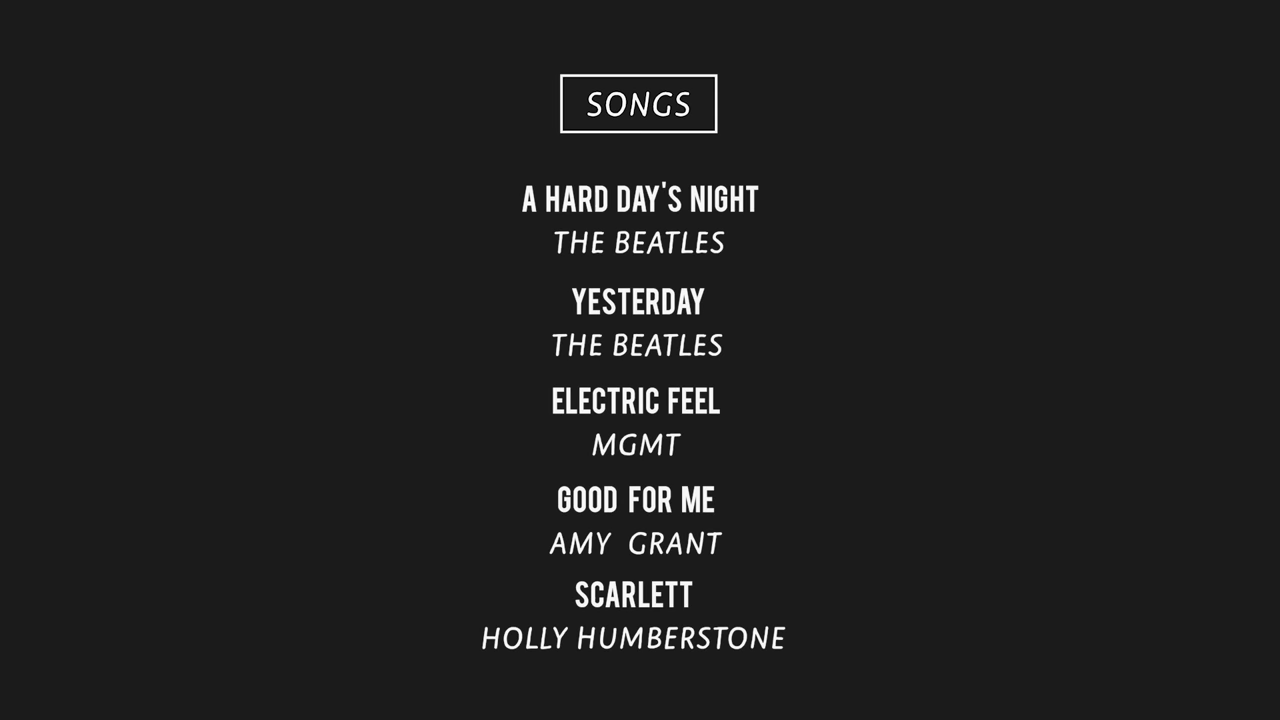 SONGS
A HARD DAY'S NIGHT
THE BEATLES
YESTERDAY
THE BEATLES
ELECTRIC FEEL
MGMT
GOOD FOR ME
AMY GRANT
SCARLETT
HOLLY HUMBERSTONE